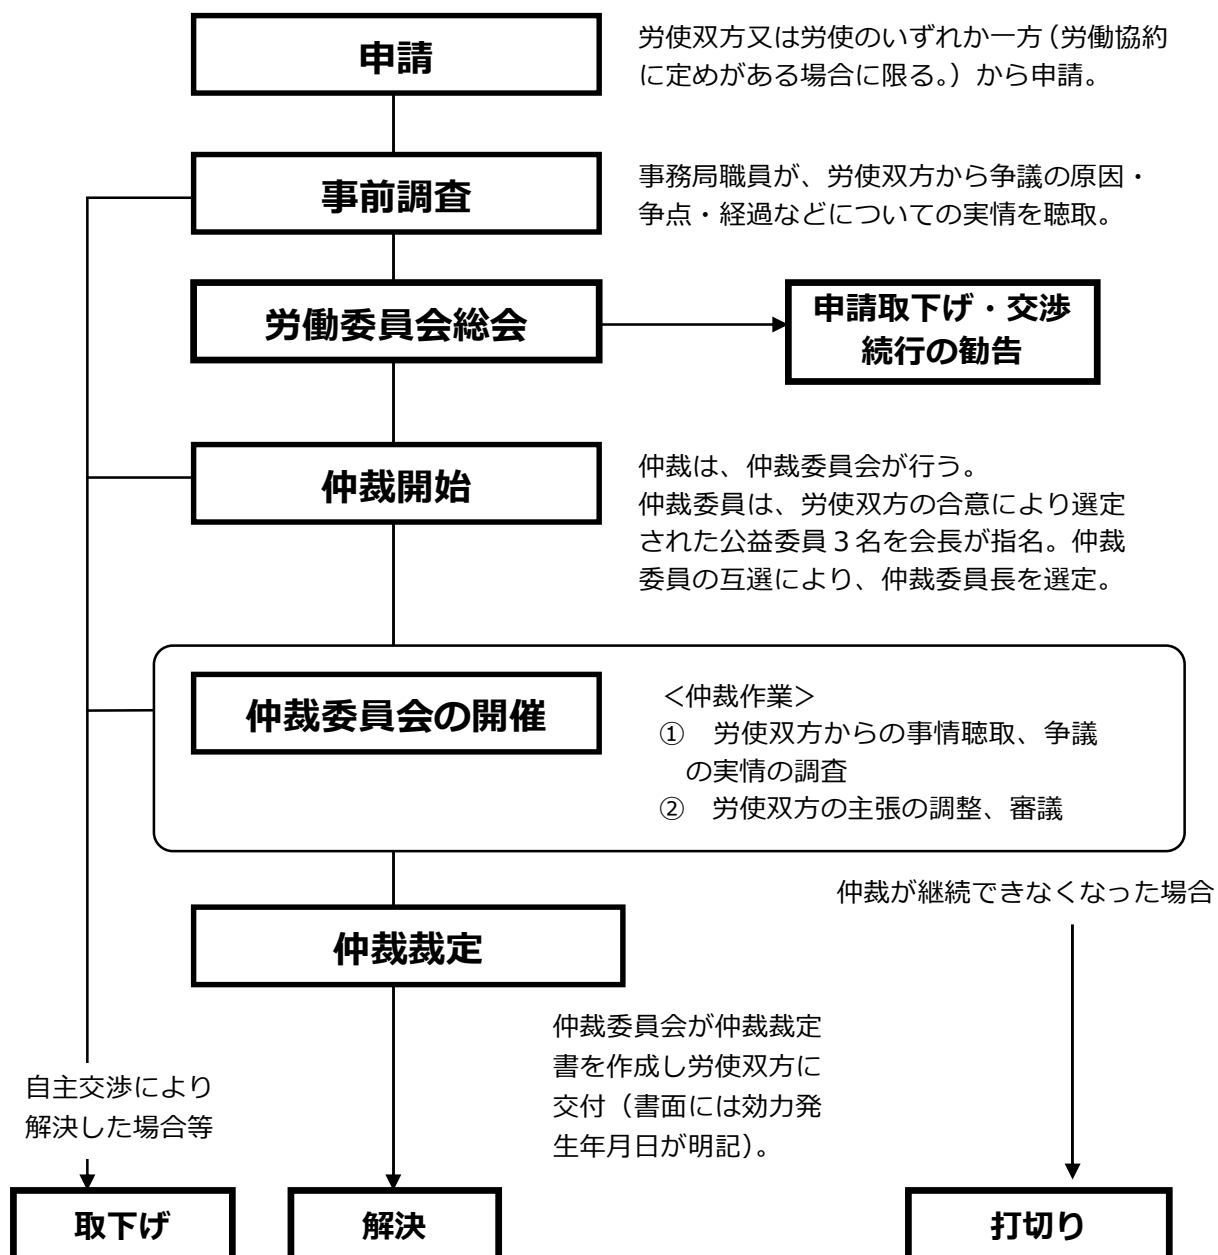 申請
労使双方又は労使のいずれか一方（労働協約
に定めがある場合に限る。）から申請。
事前調査
事務局職員が、労使双方から争議の原因・
争点・経過などについての実情を聴取。
労働委員会総会
申請取下げ・交渉
続行の勧告
仲裁開始
仲裁は、仲裁委員会が行う。
仲裁委員は、労使双方の合意により選定
された公益委員３名を会長が指名。仲裁
委員の互選により、仲裁委員長を選定。
仲裁委員会の開催
＜仲裁作業＞
①　労使双方からの事情聴取、争議
の実情の調査
②　労使双方の主張の調整、審議
仲裁が継続できなくなった場合
仲裁裁定
仲裁委員会が仲裁裁定
書を作成し労使双方に
交付（書面には効力発
生年月日が明記）。
自主交渉により
解決した場合等
取下げ
解決
打切り